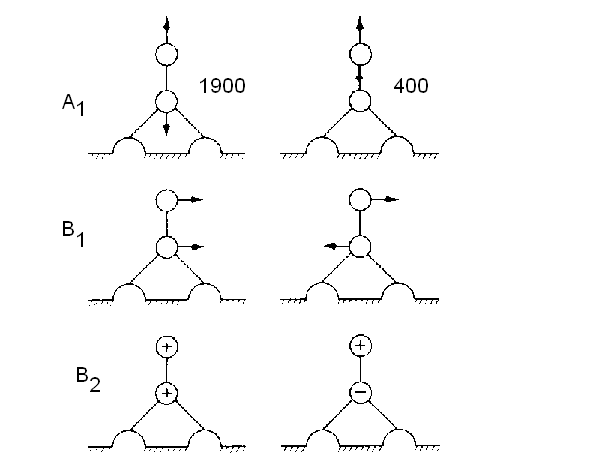 A1 1900 400
B1
B2
+ +
+ −